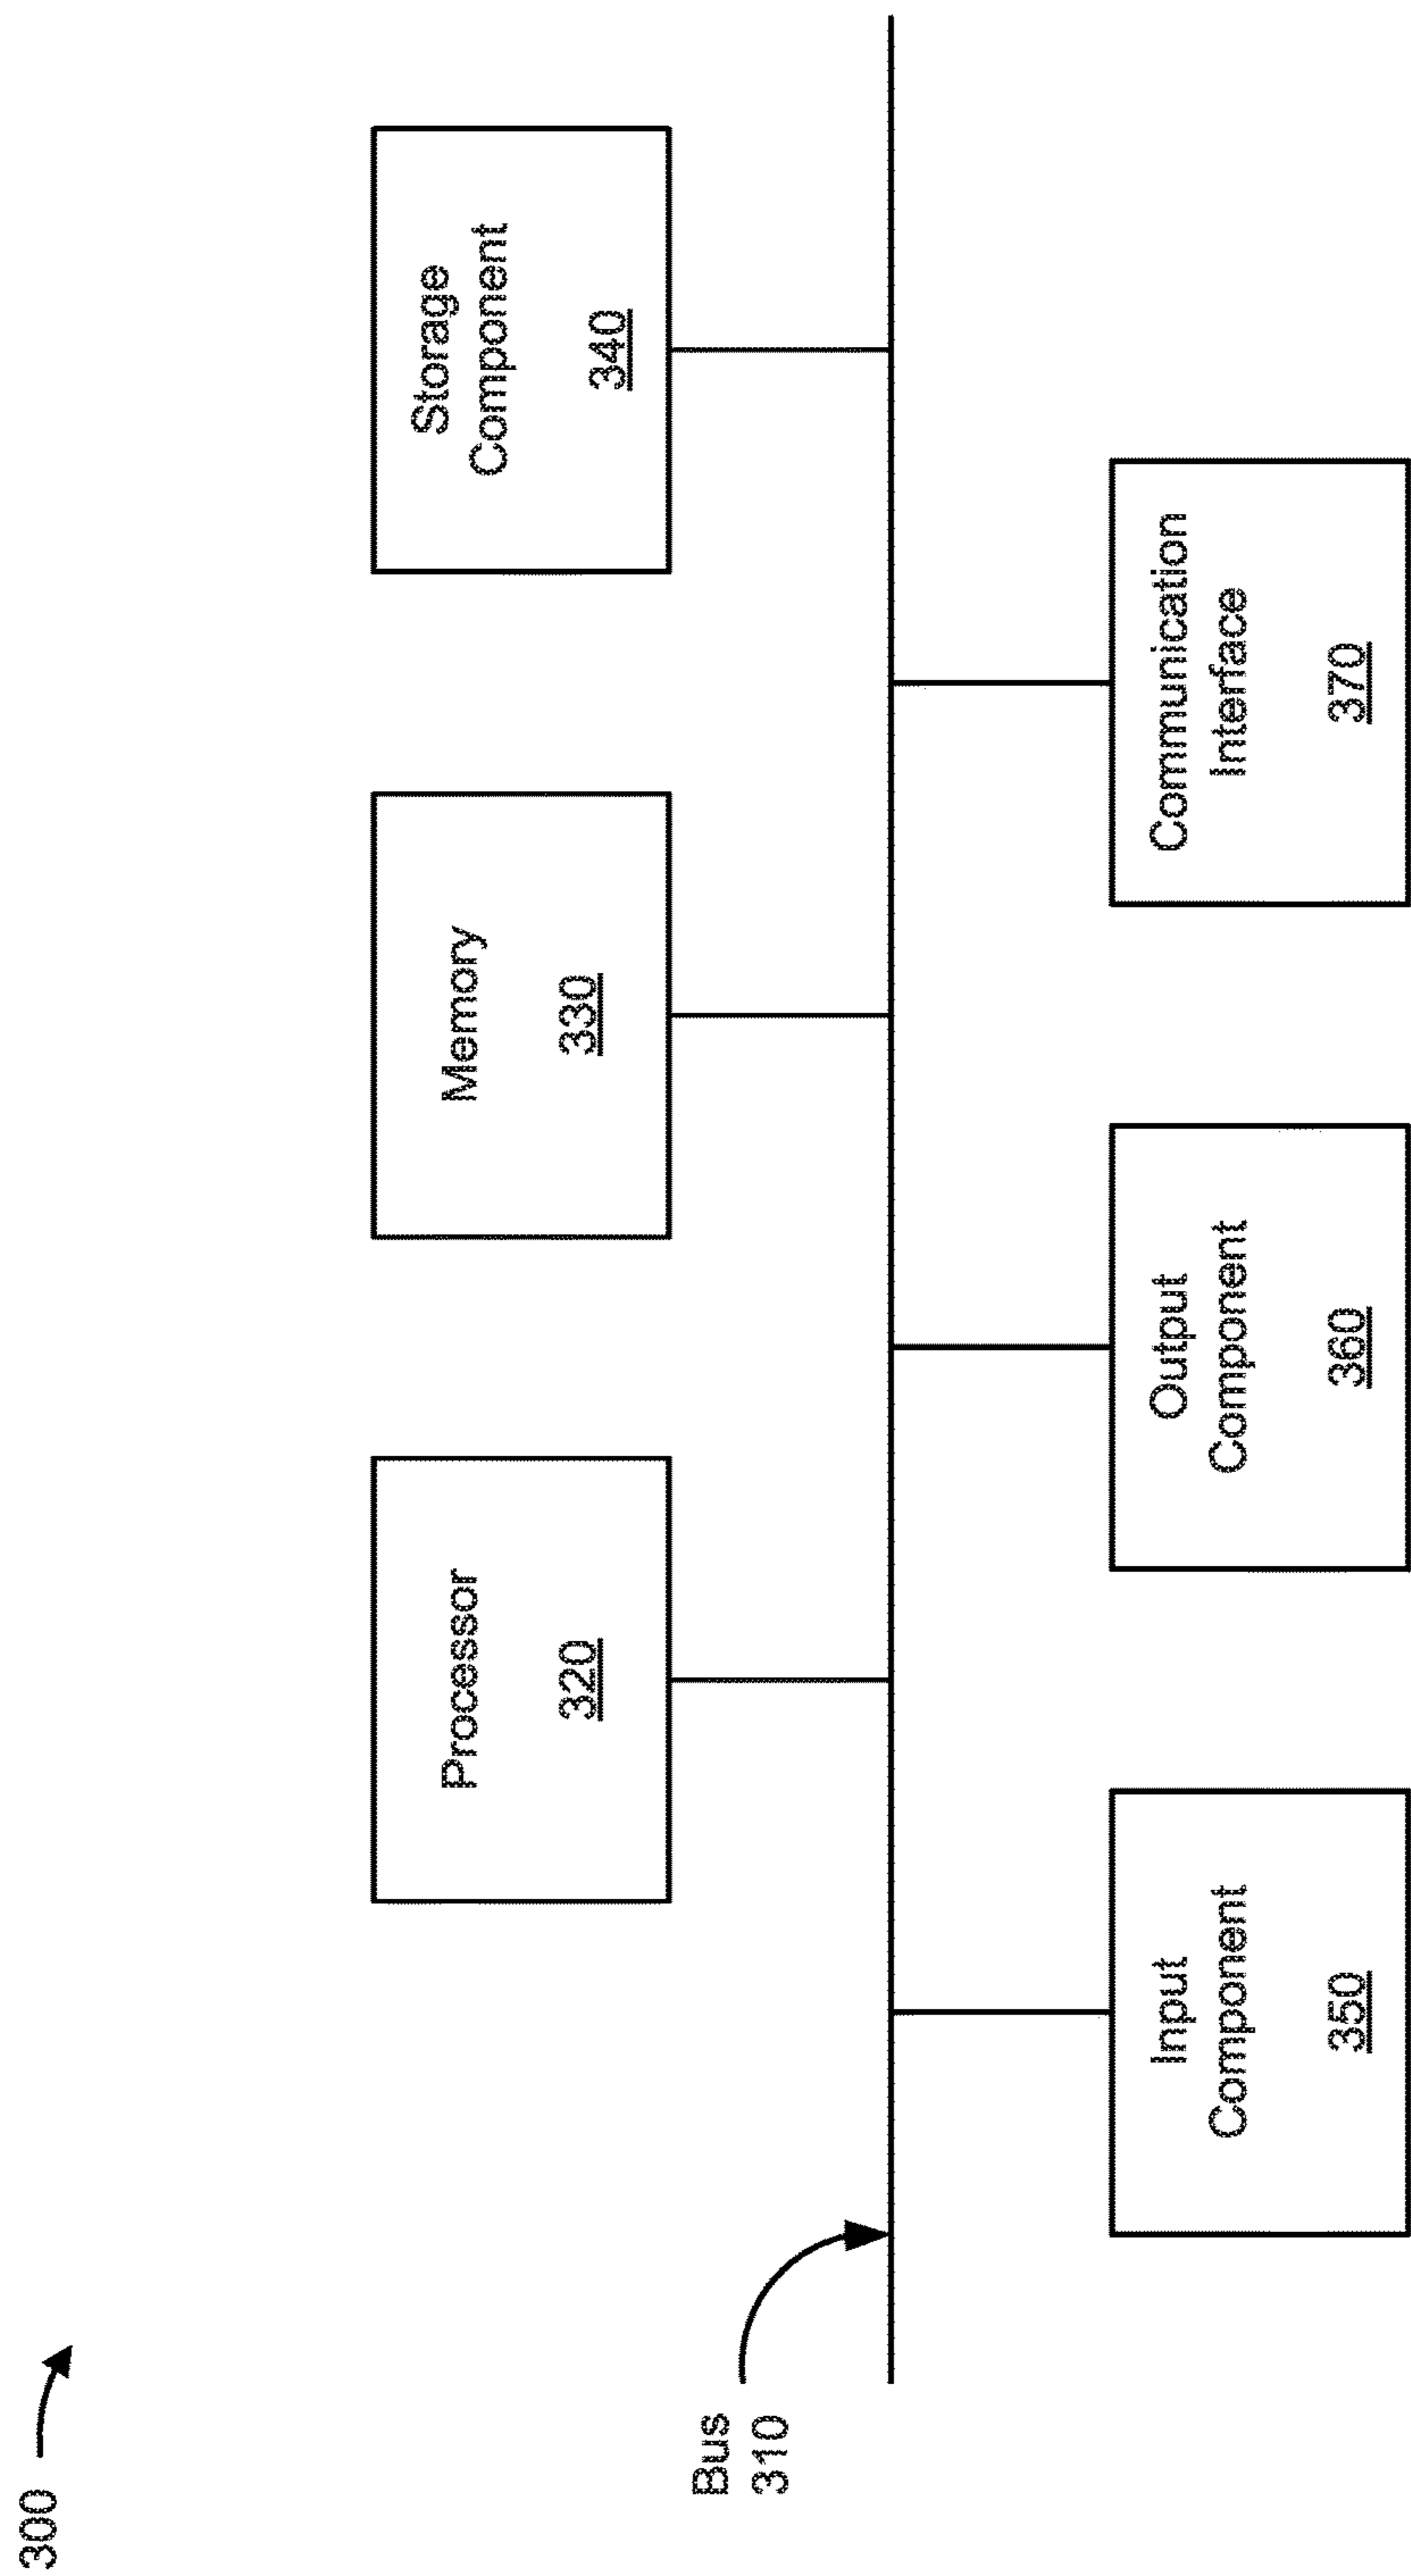 300
Processor
320
Memory
330
Storage
Component
340
Bus
310
Input
Component
350
Output
Component
360
Communication
Interface
370